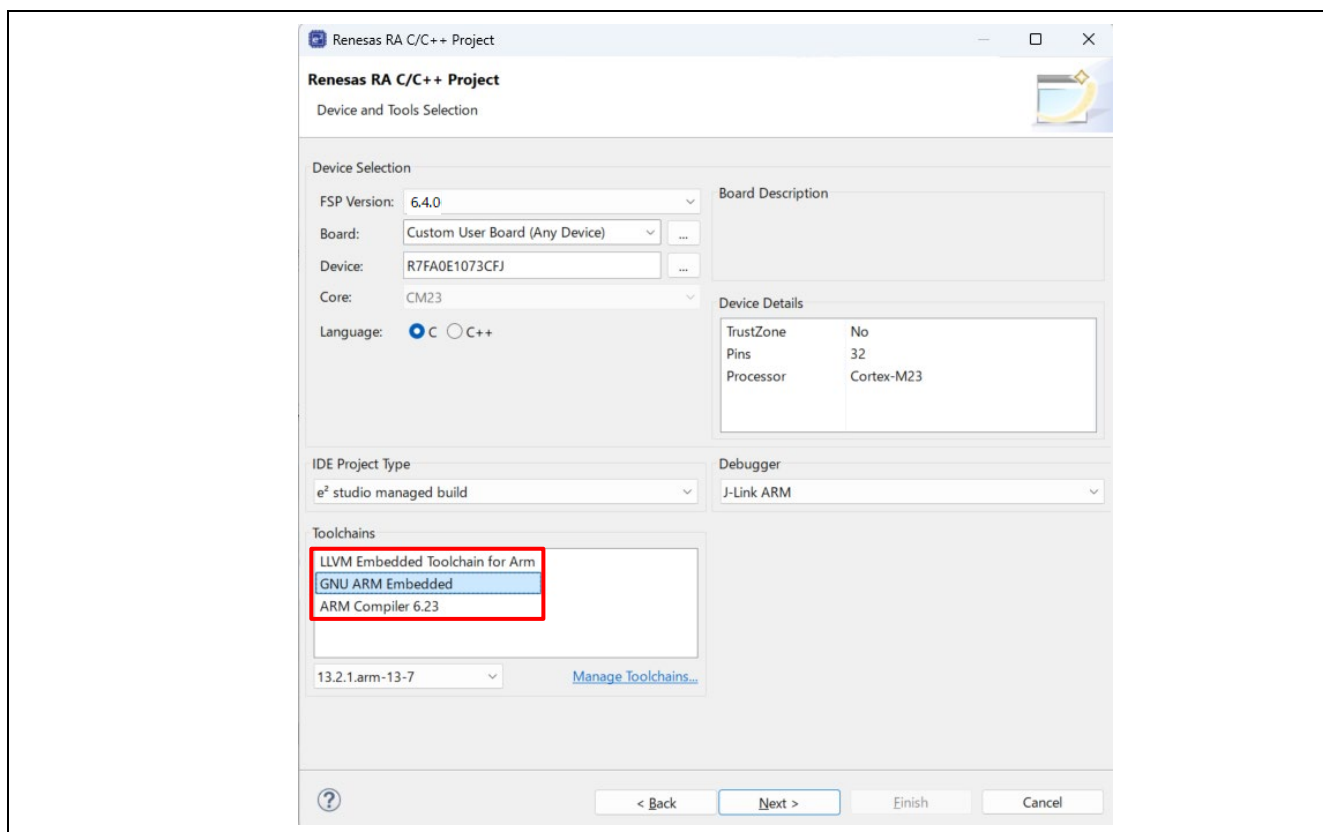 Renesas RA C/C++ Project
Renesas RA C/C++ Project
Device and Tools Selection
Device Selection
FSP Version: 6.4.0
Board: Custom User Board (Any Device) ...
Device: R7FA0E1073CFJ ...
Core: CM23
Language: C C++
Board Description
Device Details
TrustZone No
Pins 32
Processor Cortex-M23
IDE Project Type
e² studio managed build
Debugger
J-Link ARM
Toolchains
LLVM Embedded Toolchain for Arm
GNU ARM Embedded
ARM Compiler 6.23
13.2.1.arm-13-7 Manage Toolchains...
? < Back Next > Finish Cancel